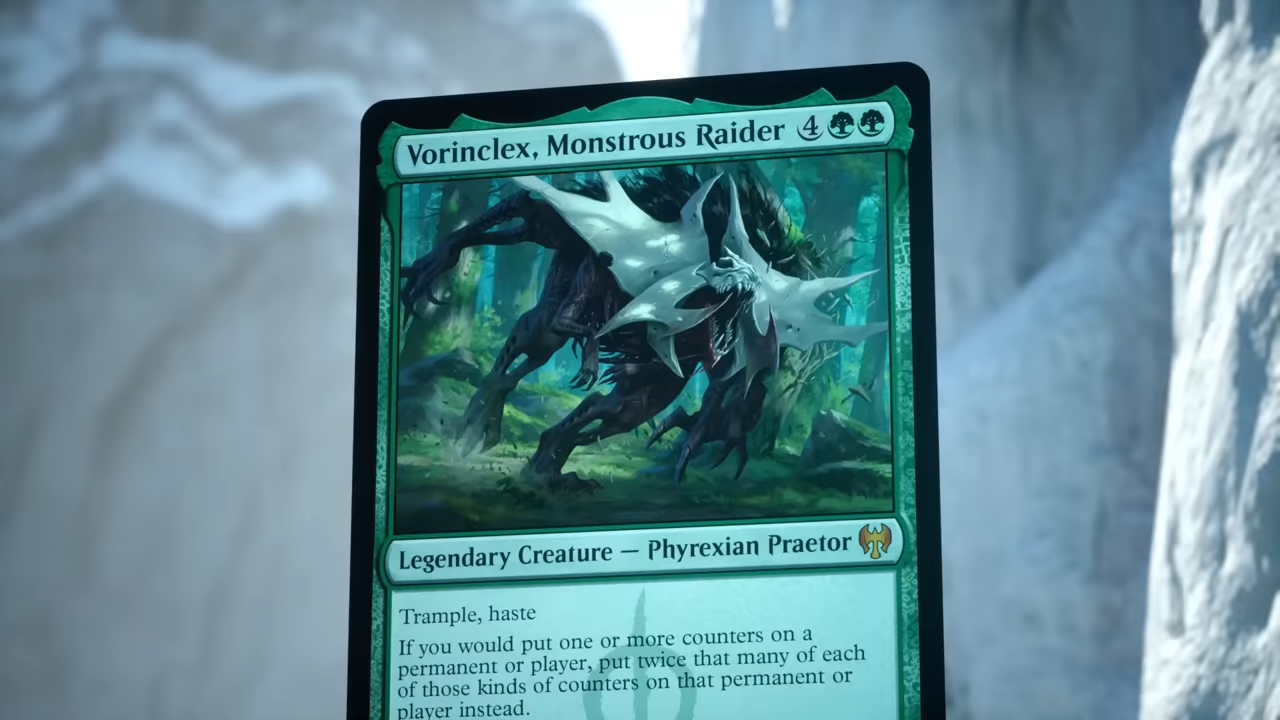 Vorinclex, Monstrous Raider 4
Legendary Creature — Phyrexian Praetor
Trample, haste
If you would put one or more counters on a
permanent or player, put twice that many of each
of those kinds of counters on that permanent or
player instead.